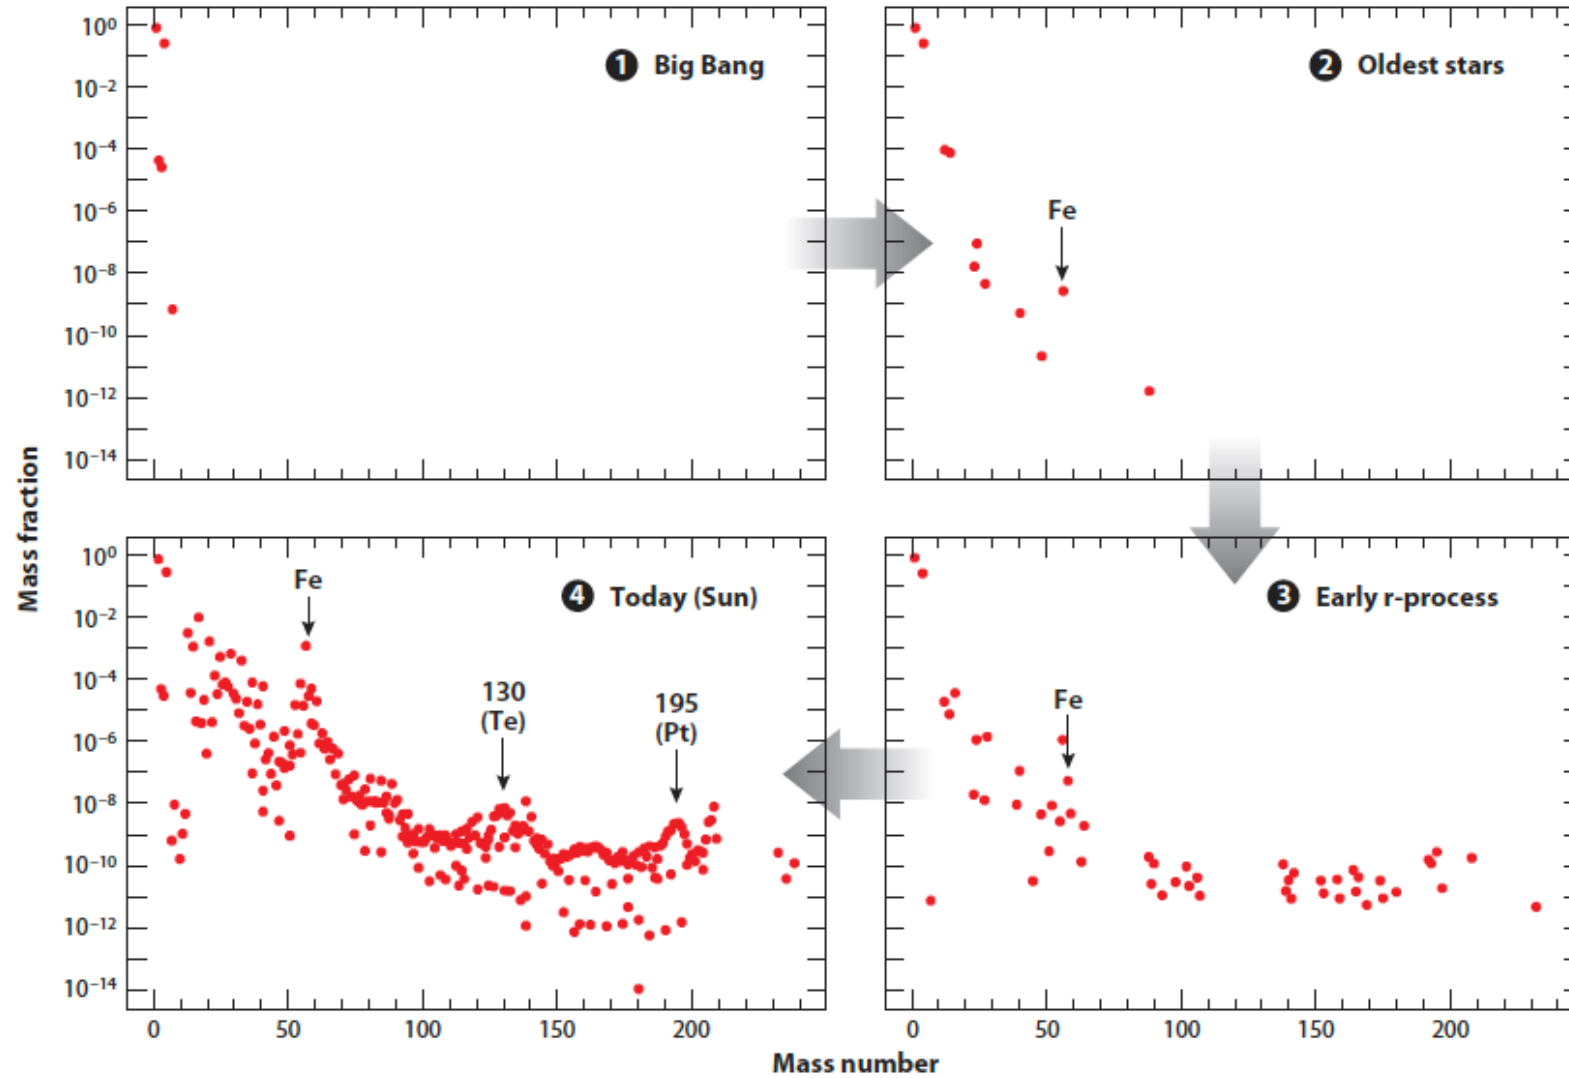 10⁰
10⁻²
10⁻⁴
10⁻⁶
10⁻⁸
10⁻¹⁰
10⁻¹²
10⁻¹⁴
1 Big Bang
2 Oldest stars
Fe
Mass fraction
10⁰
10⁻²
10⁻⁴
10⁻⁶
10⁻⁸
10⁻¹⁰
10⁻¹²
10⁻¹⁴
4 Today (Sun)
Fe
130
(Te)
195
(Pt)
0 50 100 150 200
3 Early r-process
Fe
0 50 100 150 200
Mass number